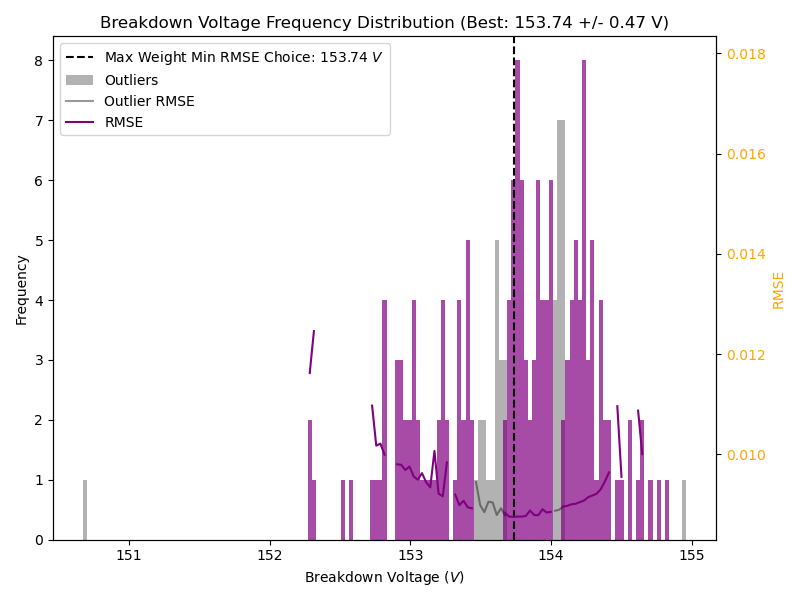 Breakdown Voltage Frequency Distribution (Best: 153.74 +/- 0.47 V)
Max Weight Min RMSE Choice: 153.74 V
Outliers
Outlier RMSE
RMSE
8
7
6
5
4
3
2
1
0
Frequency
0.018
0.016
0.014
0.012
0.010
RMSE
151 152 153 154 155
Breakdown Voltage (V)